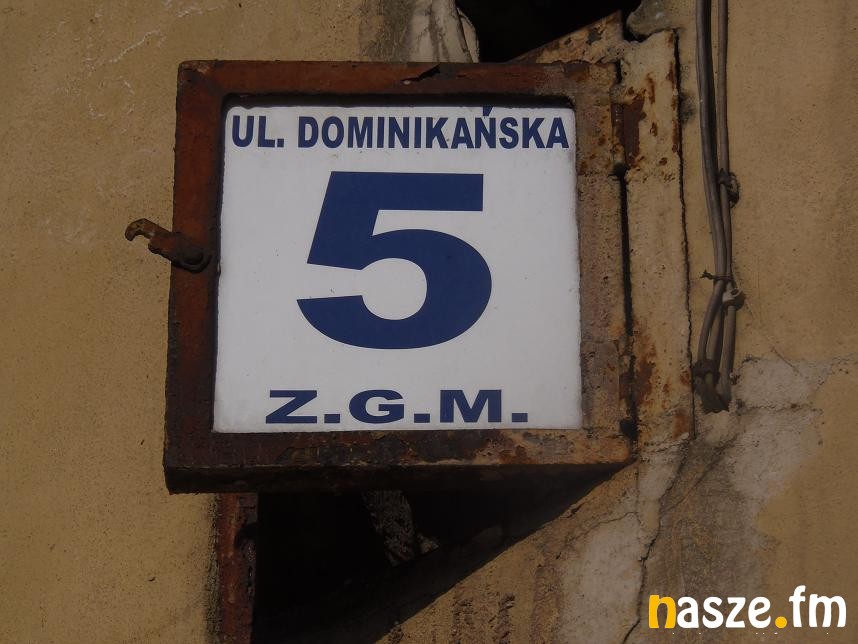 UL. DOMINIKAŃSKA
5
Z.G.M.
nasze.fm